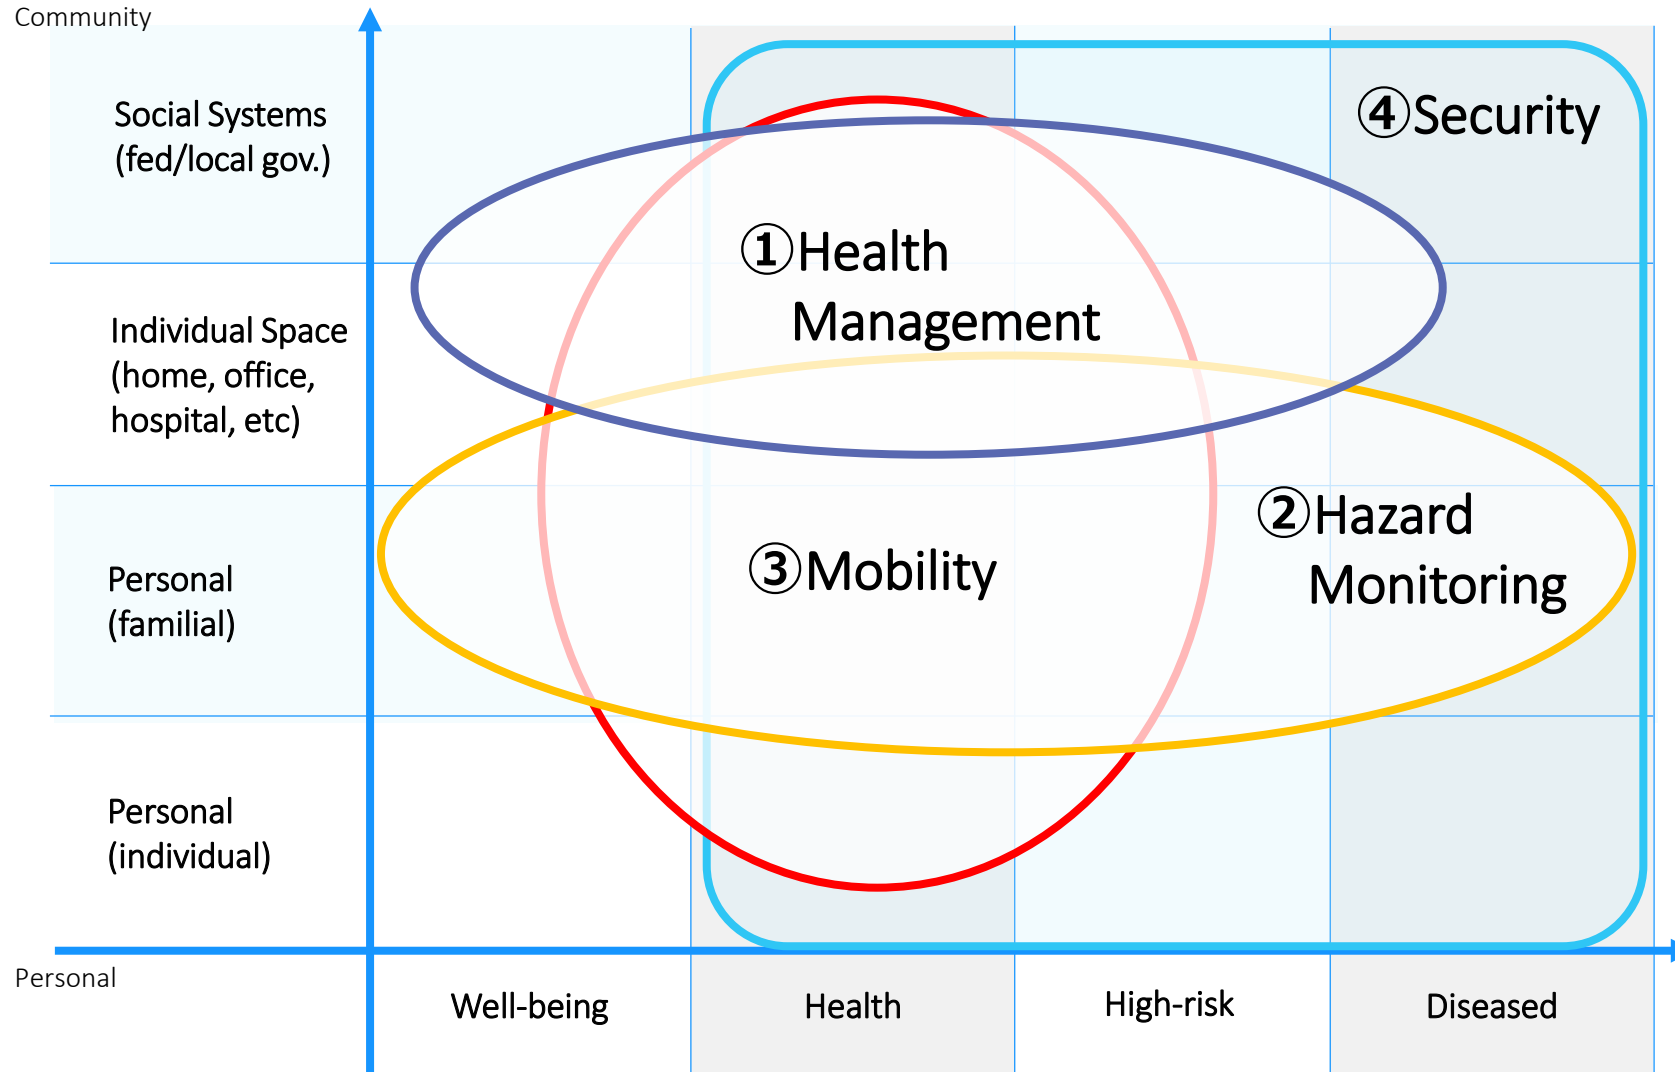 Community
Social Systems
(fed/local gov.)
④Security
①Health
Management
Individual Space
(home, office,
hospital, etc)
②Hazard
Monitoring
③Mobility
Personal
(familial)
Personal
(individual)
Personal
Well-being
Health
High-risk
Diseased